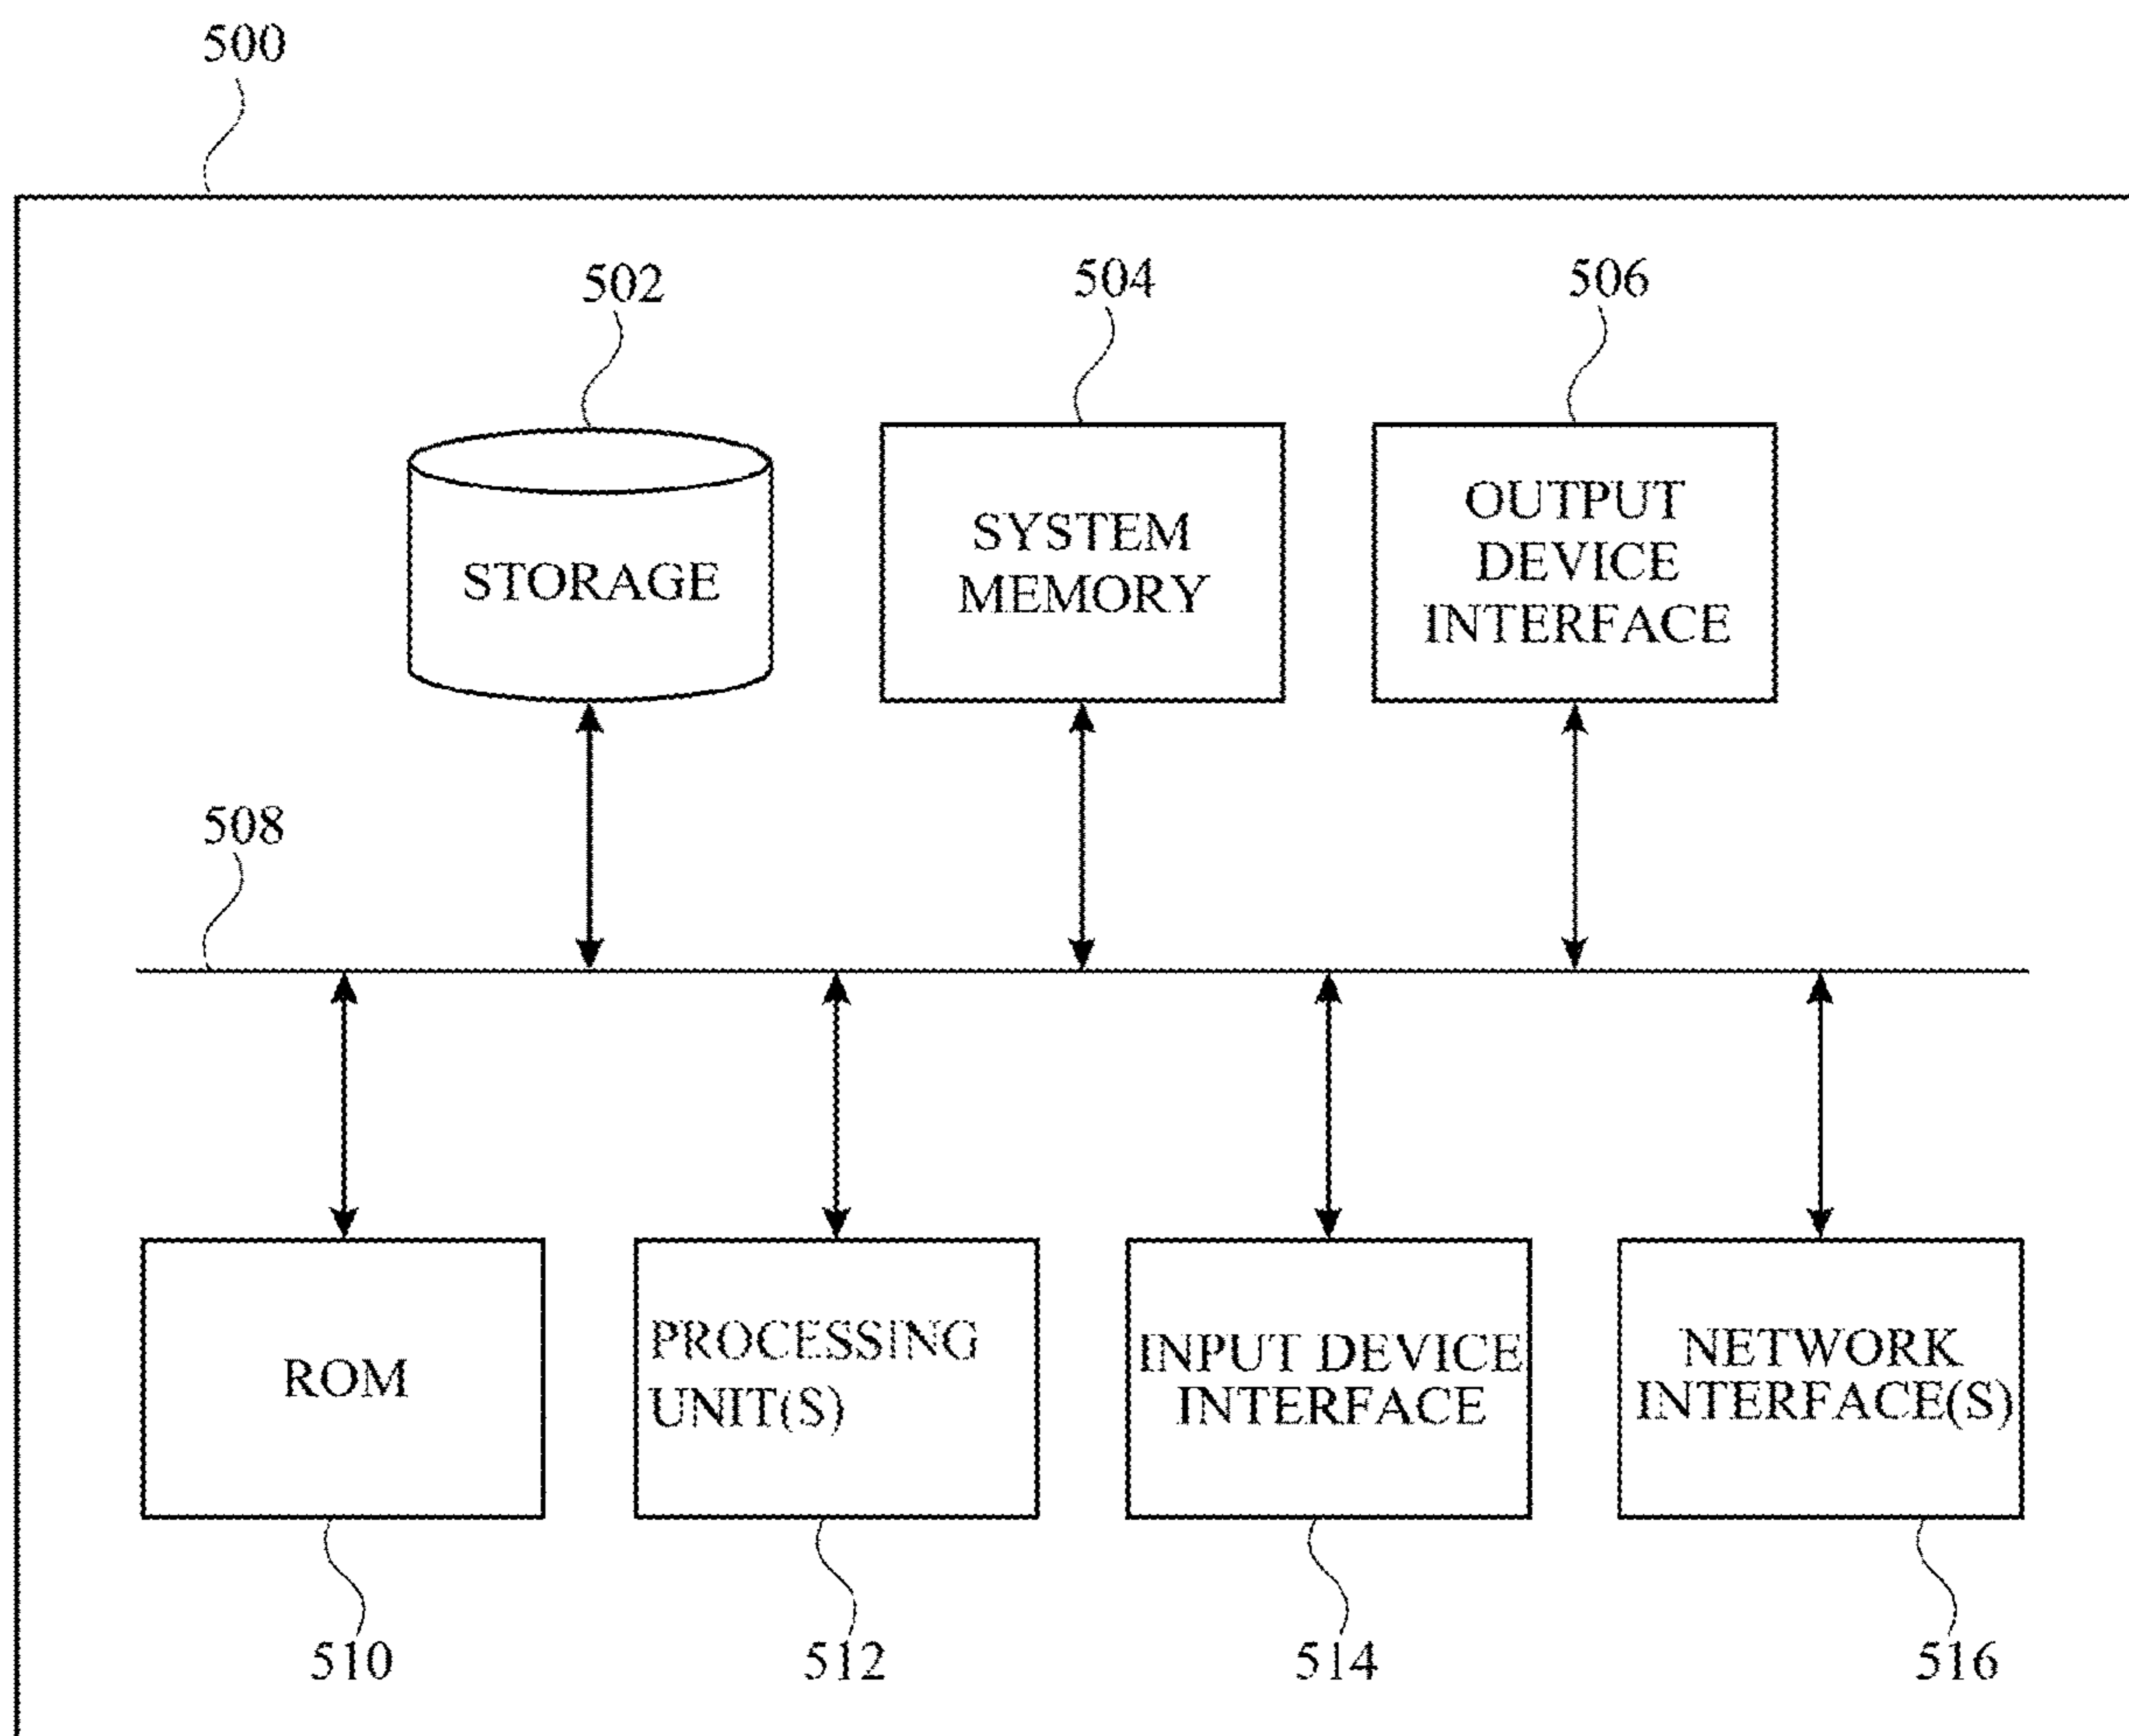 500
502
504
506
STORAGE
SYSTEM
MEMORY
OUTPUT
DEVICE
INTERFACE
508
ROM
PROCESSING
UNIT(S)
INPUT DEVICE
INTERFACE
NETWORK
INTERFACE(S)
510
512
514
516